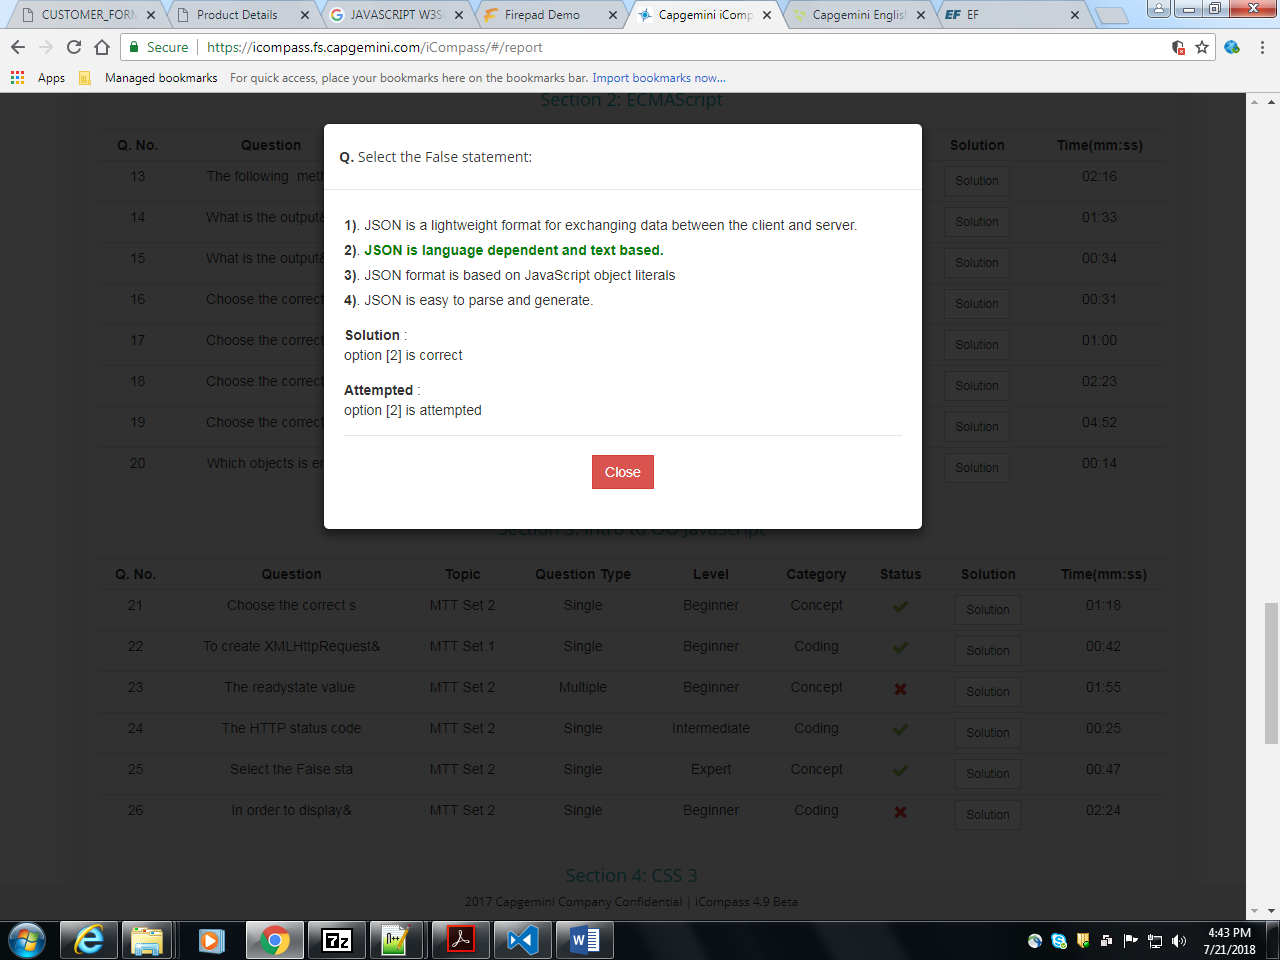 CUSTOMER_FORM
Product Details
JAVASCRIPT W3S
Firepad Demo
Capgemini iComp
Capgemini English
EF EF
Secure | https://icompass.fs.capgemini.com/iCompass/#/report
Apps Managed bookmarks For quick access, place your bookmarks here on the bookmarks bar. Import bookmarks now...
Section 2: ECMAScript
Q. No. Question Solution Time(mm:ss)
13 The following met Solution 02:16
14 What is the output& Solution 01:33
15 What is the output& Solution 00:34
16 Choose the correct Solution 00:31
17 Choose the correct Solution 01:00
18 Choose the correct Solution 02:23
19 Choose the correct Solution 04:52
20 Which objects is er Solution 00:14
Q. Select the False statement:
1). JSON is a lightweight format for exchanging data between the client and server.
2). JSON is language dependent and text based.
3). JSON format is based on JavaScript object literals
4). JSON is easy to parse and generate.
Solution :
option [2] is correct
Attempted :
option [2] is attempted
Close
Section 3: Intro to OO JavaScript
Q. No. Question Topic Question Type Level Category Status Solution Time(mm:ss)
21 Choose the correct s MTT Set 2 Single Beginner Concept Solution 01:18
22 To create XMLHttpRequest& MTT Set 1 Single Beginner Coding Solution 00:42
23 The readystate value MTT Set 2 Multiple Beginner Concept Solution 01:55
24 The HTTP status code MTT Set 2 Single Intermediate Coding Solution 00:25
25 Select the False sta MTT Set 2 Single Expert Concept Solution 00:47
26 In order to display& MTT Set 2 Single Beginner Coding Solution 02:24
Section 4: CSS 3
2017 Capgemini Company Confidential | iCompass 4.9 Beta
4:43 PM
7/21/2018